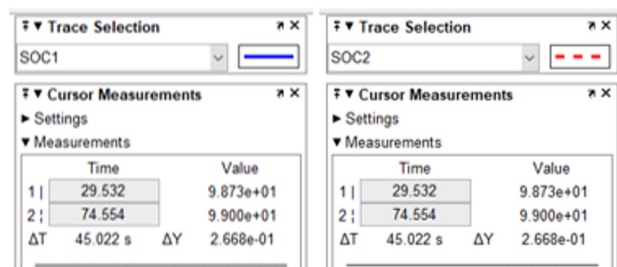 Trace Selection
SOC1
Cursor Measurements
Settings
Measurements
Time Value
1 | 29.532 9.873e+01
2 ¦ 74.554 9.900e+01
ΔT 45.022 s ΔY 2.668e-01
Trace Selection
SOC2
Cursor Measurements
Settings
Measurements
Time Value
1 | 29.532 9.873e+01
2 ¦ 74.554 9.900e+01
ΔT 45.022 s ΔY 2.668e-01